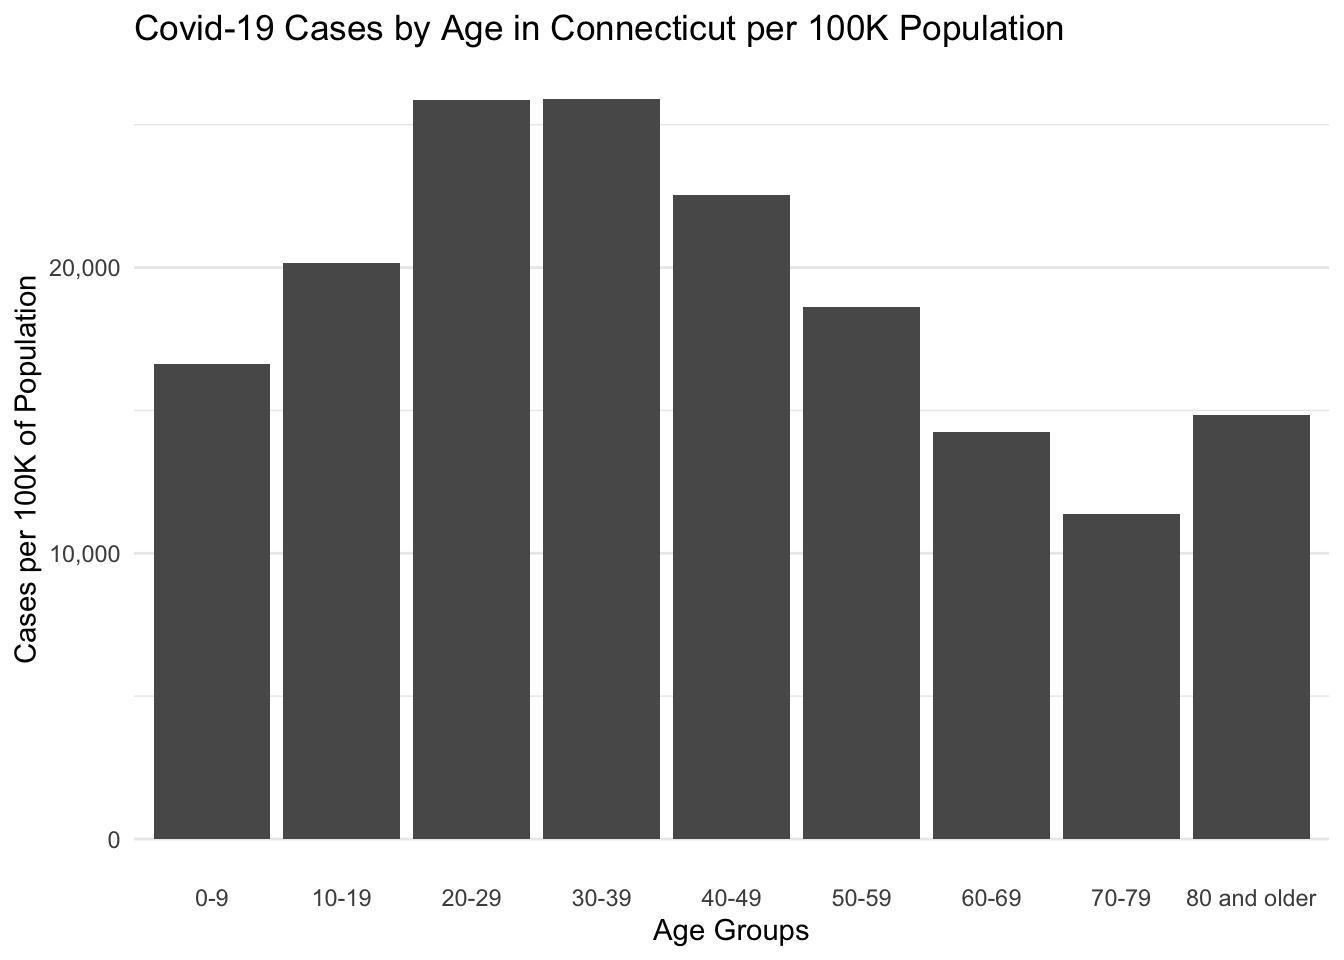 Covid-19 Cases by Age in Connecticut per 100K Population
Cases per 100K of Population
20,000
10,000
0
0-9 10-19 20-29 30-39 40-49 50-59 60-69 70-79 80 and older
Age Groups